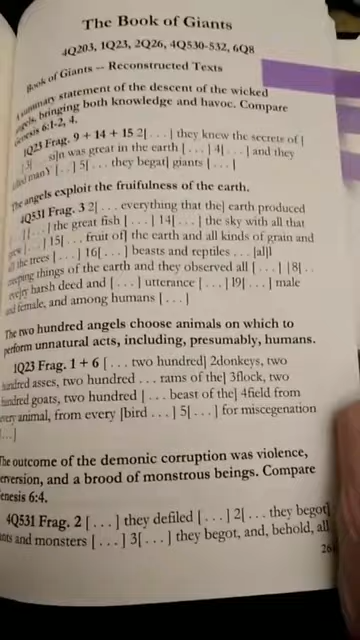 The Book of Giants
4Q203, 1Q23, 2Q26, 4Q530-532, 6Q8
Book of Giants -- Reconstructed Texts
summary statement of the descent of the wicked
angels, bringing both knowledge and havoc. Compare
Genesis 6:1-2, 4.
1Q23 Frag. 9 + 14 + 15 2[ . . . ] they knew the secrets of [
si]n was great in the earth [ . . . ] 4[ . . . ] and they
killed manY [ . . ] 5[ . . . they begat] giants [ . . . ]
The angels exploit the fruifulness of the earth.
4Q531 Frag. 3 2[ . . . everything that the] earth produced
[ . . . ] the great fish [ . . . ] 14[ . . . ] the sky with all that
grew [ . . . ] 15[ . . . fruit of] the earth and all kinds of grain and
all the trees [ . . . ] 16[ . . . ] beasts and reptiles . . . [al]l
creeping things of the earth and they observed all [ . . . ] |8[ . .
every harsh deed and [ . . . ] utterance [ . . . ] |19[ . . . ] male
and female, and among humans [ . . . ]
The two hundred angels choose animals on which to
perform unnatural acts, including, presumably, humans.
1Q23 Frag. 1 + 6 [ . . . two hundred] 2donkeys, two
hundred asses, two hundred . . . rams of the] 3flock, two
hundred goats, two hundred [ . . . beast of the] 4field from
every animal, from every [bird . . . ] 5[ . . . ] for miscegenation
. . .]
The outcome of the demonic corruption was violence,
perversion, and a brood of monstrous beings. Compare
Genesis 6:4.
4Q531 Frag. 2 [ . . . ] they defiled [ . . . ] 2[ . . . they begot]
giants and monsters [ . . . ] 3[ . . . ] they begot, and, behold, all